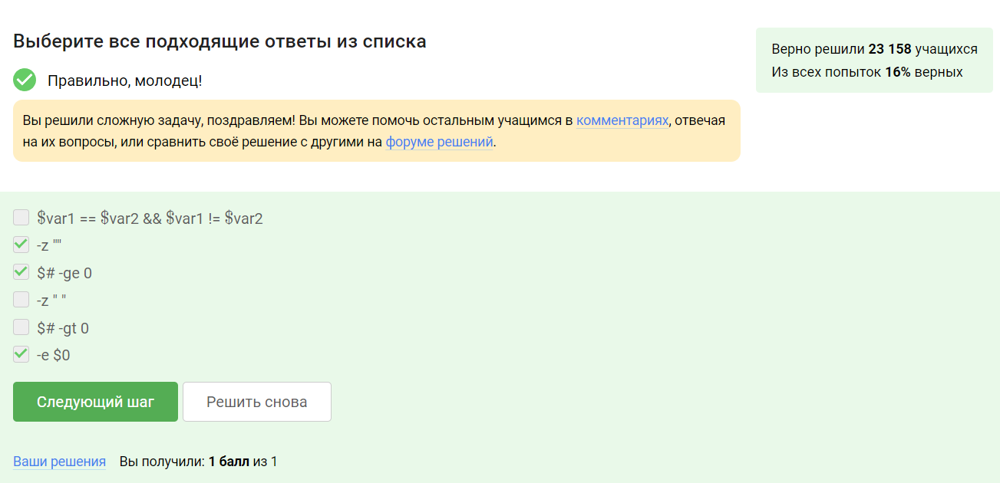 Выберите все подходящие ответы из списка
Верно решили 23 158 учащихся
Из всех попыток 16% верных
Правильно, молодец!
Вы решили сложную задачу, поздравляем! Вы можете помочь остальным учащимся в комментариях, отвечая
на их вопросы, или сравнить своё решение с другими на форуме решений.
$var1 == $var2 && $var1 != $var2
-z ""
$# -ge 0
-z " "
$# -gt 0
-e $0
Следующий шаг
Решить снова
Ваши решения Вы получили: 1 балл из 1